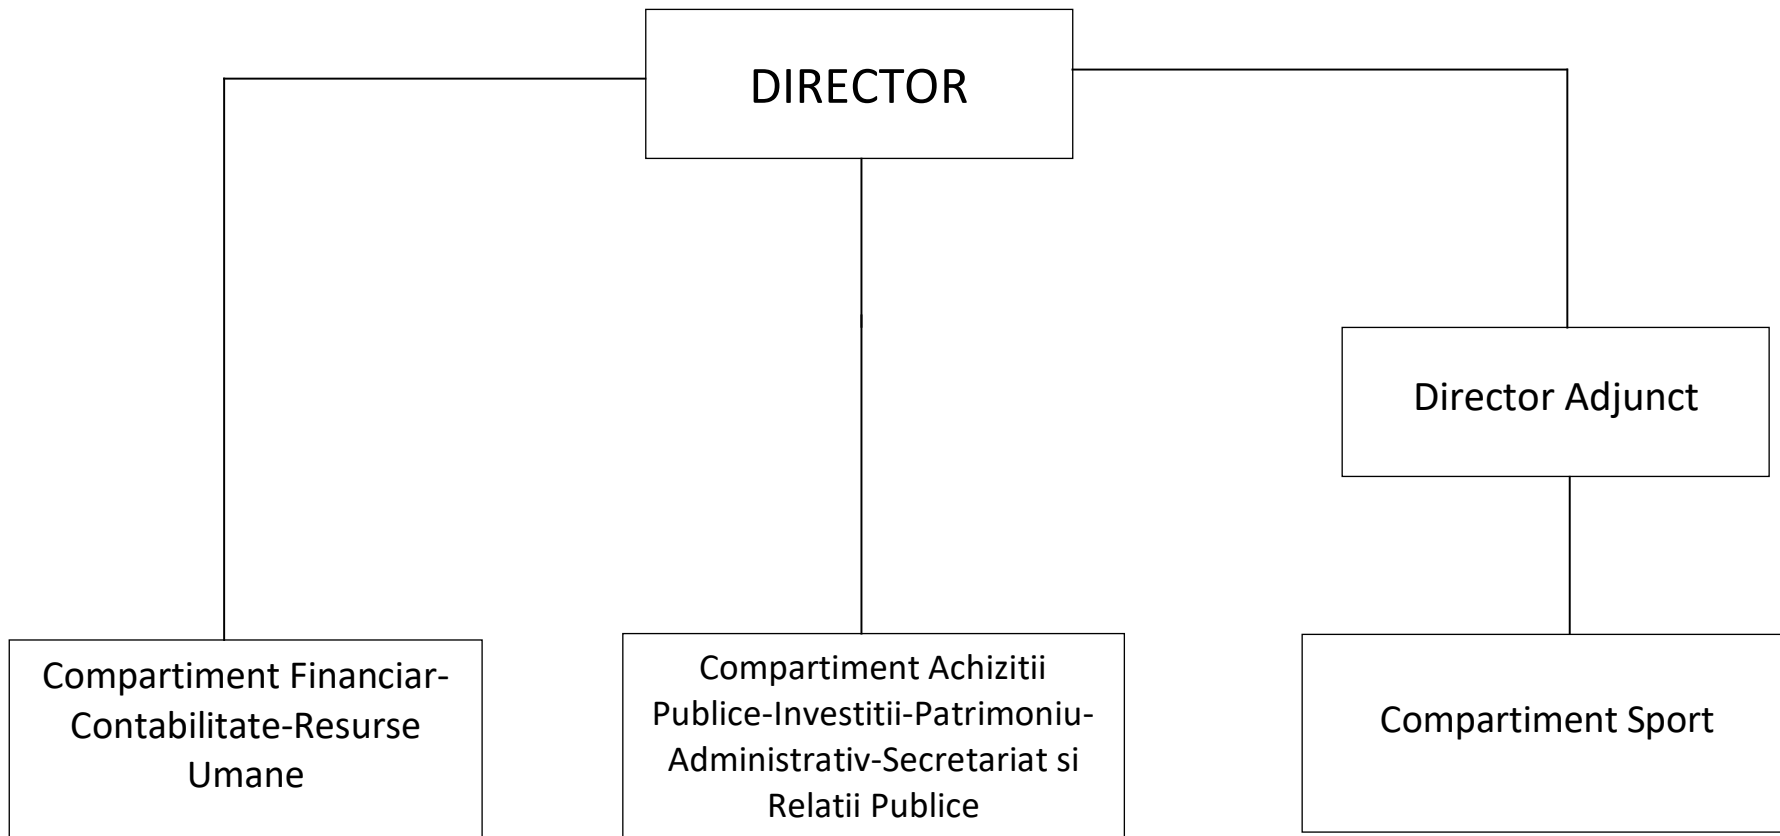 DIRECTOR
Director Adjunct
Compartiment Financiar-
Contabilitate-Resurse
Umane
Compartiment Achizitii
Publice-Investitii-Patrimoniu-
Administrativ-Secretariat si
Relatii Publice
Compartiment Sport